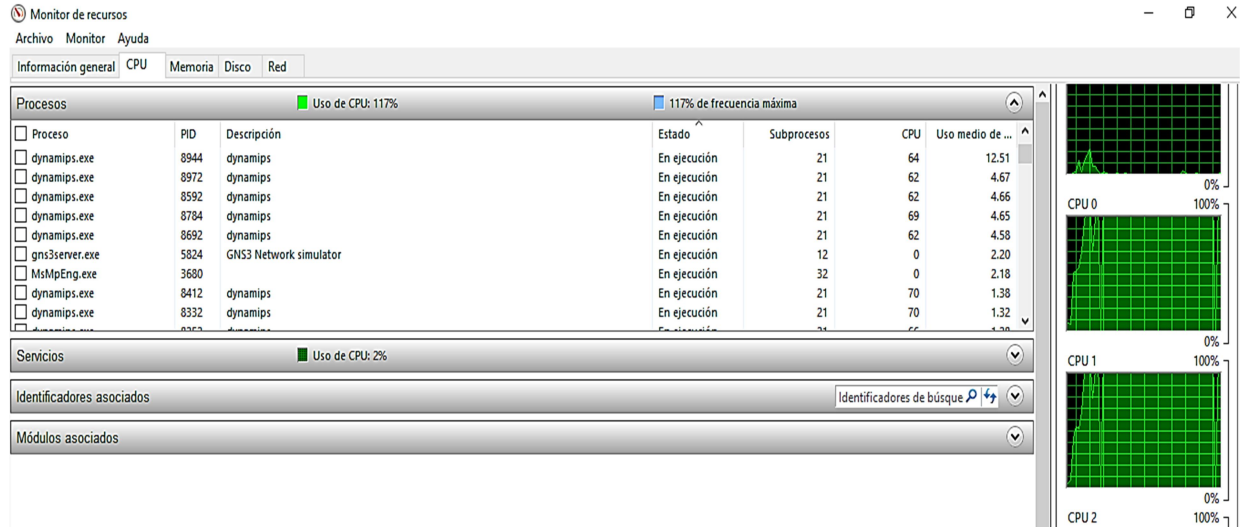 Monitor de recursos
Archivo Monitor Ayuda
Información general CPU Memoria Disco Red
Procesos Uso de CPU: 117% 117% de frecuencia máxima
Proceso PID Descripción Estado Subprocesos CPU Uso medio de ...
dynamips.exe 8944 dynamips En ejecución 21 64 12.51
dynamips.exe 8972 dynamips En ejecución 21 62 4.67
dynamips.exe 8592 dynamips En ejecución 21 62 4.66
dynamips.exe 8784 dynamips En ejecución 21 69 4.65
dynamips.exe 8692 dynamips En ejecución 21 62 4.58
gns3server.exe 5824 GNS3 Network simulator En ejecución 12 0 2.20
MsMpEng.exe 3680 En ejecución 32 0 2.18
dynamips.exe 8412 dynamips En ejecución 21 70 1.38
dynamips.exe 8332 dynamips En ejecución 21 70 1.32
Servicios Uso de CPU: 2%
Identificadores asociados Identificadores de búsque
Módulos asociados
0%
CPU 0 100%
0%
CPU 1 100%
0%
CPU 2 100%